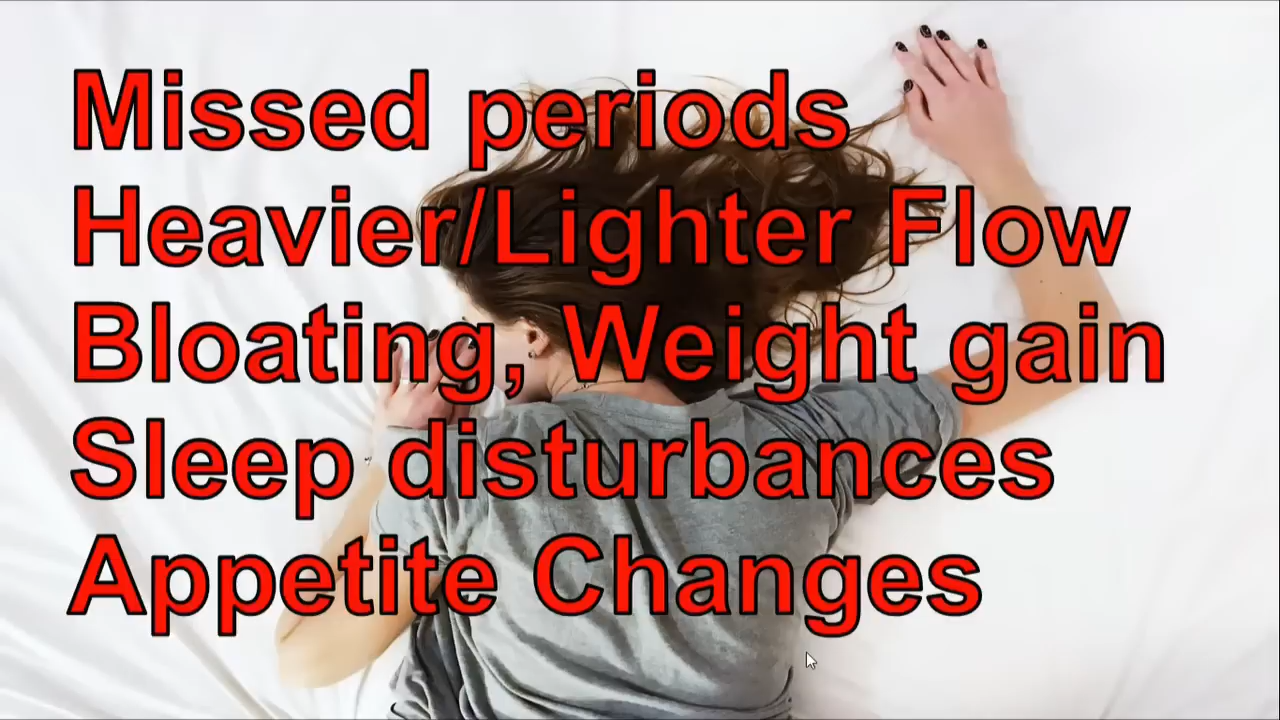 Missed periods
Heavier/Lighter Flow
Bloating, Weight gain
Sleep disturbances
Appetite Changes